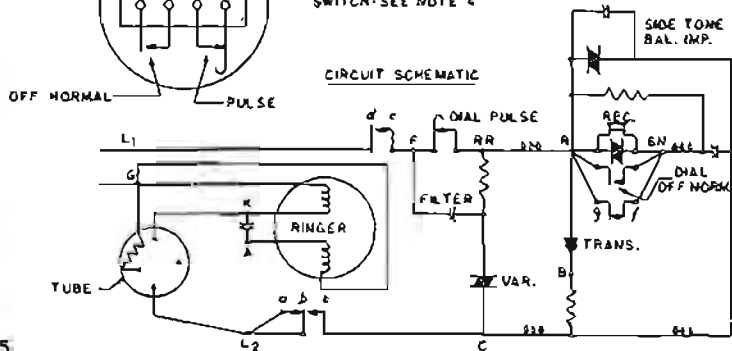 SWITCH-SEE NOTE 4
OFF NORMAL
PULSE
CIRCUIT SCHEMATIC
SIDE TONE
BAL. IMP.
L1
d c
F
DIAL PULSE
RR
A
REC.
GN
DIAL
OFF NORM.
G
K
A
RINGER
FILTER
g f
TRANS.
B
VAR.
TUBE
a b c
L2
C
5